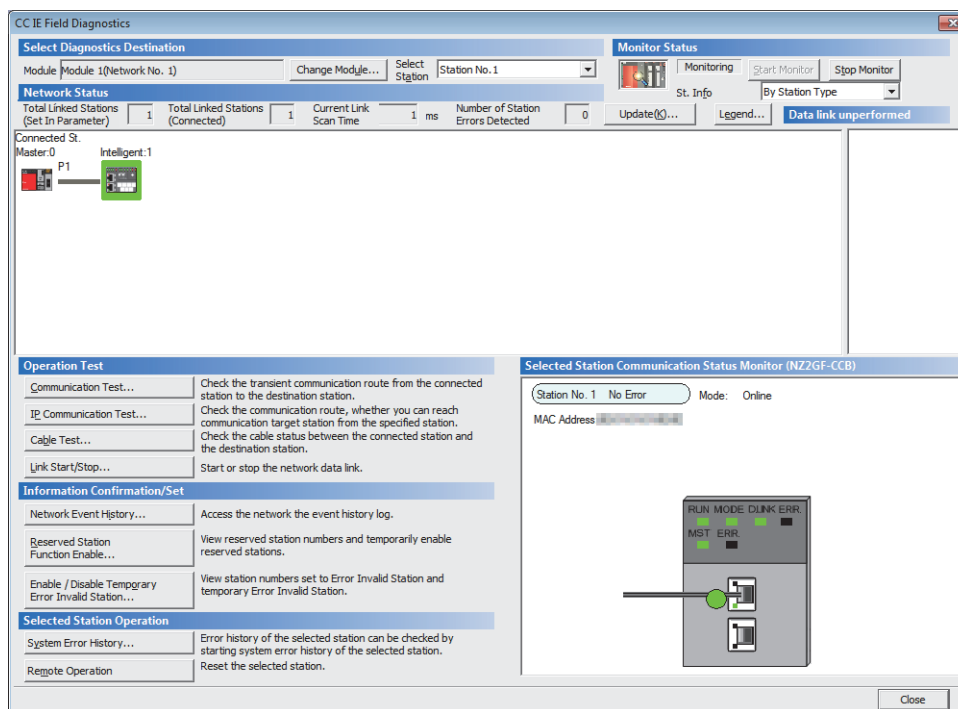 CC IE Field Diagnostics
Select Diagnostics Destination
Module Module 1(Network No. 1) Change Module... Select Station Station No.1
Monitor Status
Monitoring Start Monitor Stop Monitor
St. Info By Station Type
Network Status
Total Linked Stations (Set In Parameter) 1 Total Linked Stations (Connected) 1 Current Link Scan Time 1 ms Number of Station Errors Detected 0
Update(K)... Legend... Data link unperformed
Connected St.
Master:0 Intelligent:1
P1
Operation Test
Communication Test... Check the transient communication route from the connected
station to the destination station.
IP Communication Test... Check the communication route, whether you can reach
communication target station from the specified station.
Cable Test... Check the cable status between the connected station and
the destination station.
Link Start/Stop... Start or stop the network data link.
Information Confirmation/Set
Network Event History... Access the network the event history log.
Reserved Station
Function Enable...
View reserved station numbers and temporarily enable
reserved stations.
Enable / Disable Temporary
Error Invalid Station...
View station numbers set to Error Invalid Station and
temporary Error Invalid Station.
Selected Station Operation
System Error History... Error history of the selected station can be checked by
starting system error history of the selected station.
Remote Operation Reset the selected station.
Selected Station Communication Status Monitor (NZ2GF-CCB)
Station No. 1 No Error Mode: Online
MAC Address
RUN MODE DLINK ERR.
MST ERR.
Close